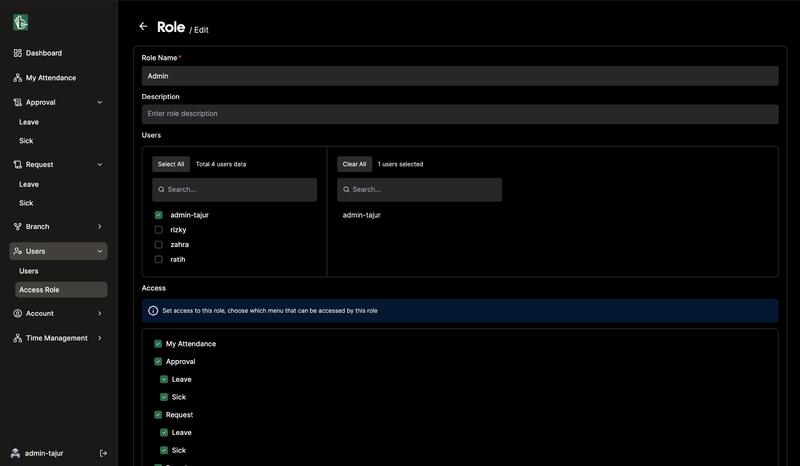 Dashboard
My Attendance
Approval
Leave
Sick
Request
Leave
Sick
Branch
Users
Users
Access Role
Account
Time Management
admin-tajur
Role / Edit
Role Name*
Admin
Description
Enter role description
Users
Select All Total 4 users data
Search...
admin-tajur
rizky
zahra
ratih
Clear All 1 users selected
Search...
admin-tajur
Access
Set access to this role, choose which menu that can be accessed by this role
My Attendance
Approval
Leave
Sick
Request
Leave
Sick